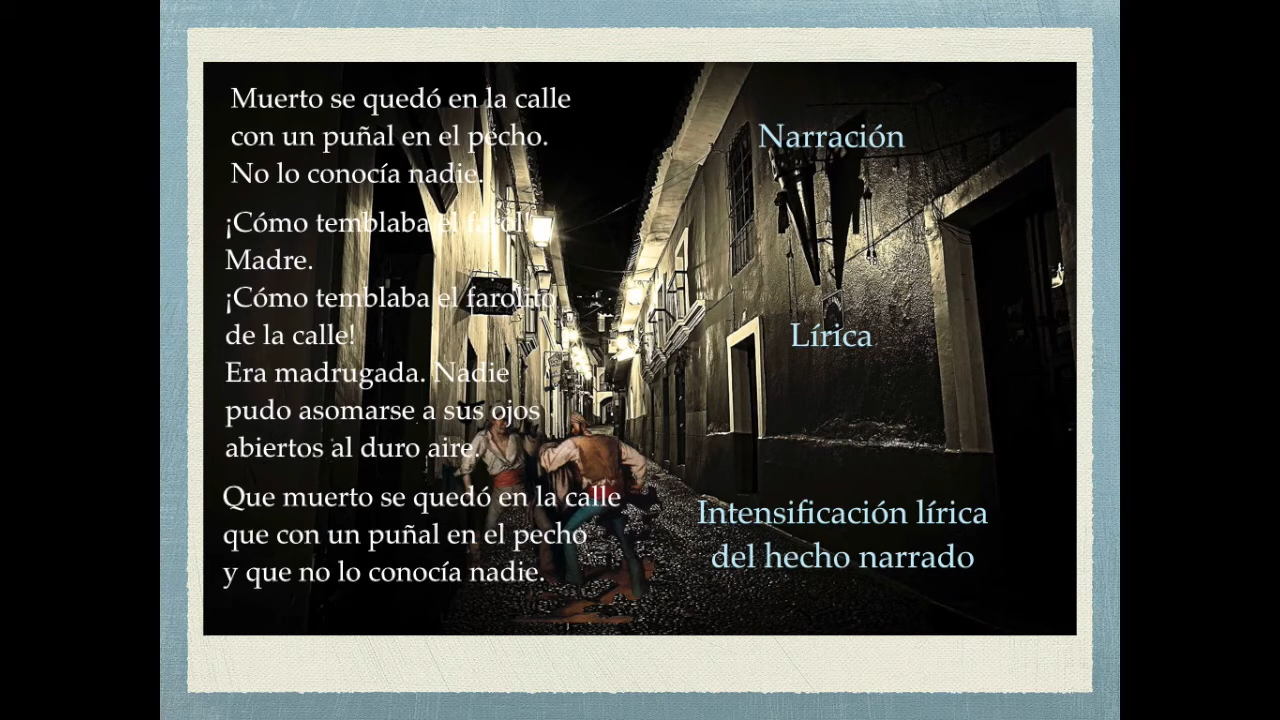 Muerto se quedó en la calle
con un puñal en el pecho.
No lo conocía nadie.
¡Cómo temblaba el farol!
Madre.
¡Cómo temblaba el farolito
de la calle!
Era madrugada. Nadie
pudo asomarse a sus ojos
abiertos al duro aire.
Que muerto se quedó en la calle
que con un puñal en el pecho
y que no lo conocía nadie.
Narración
Lírica
Intensificación lírica
del hecho narrado